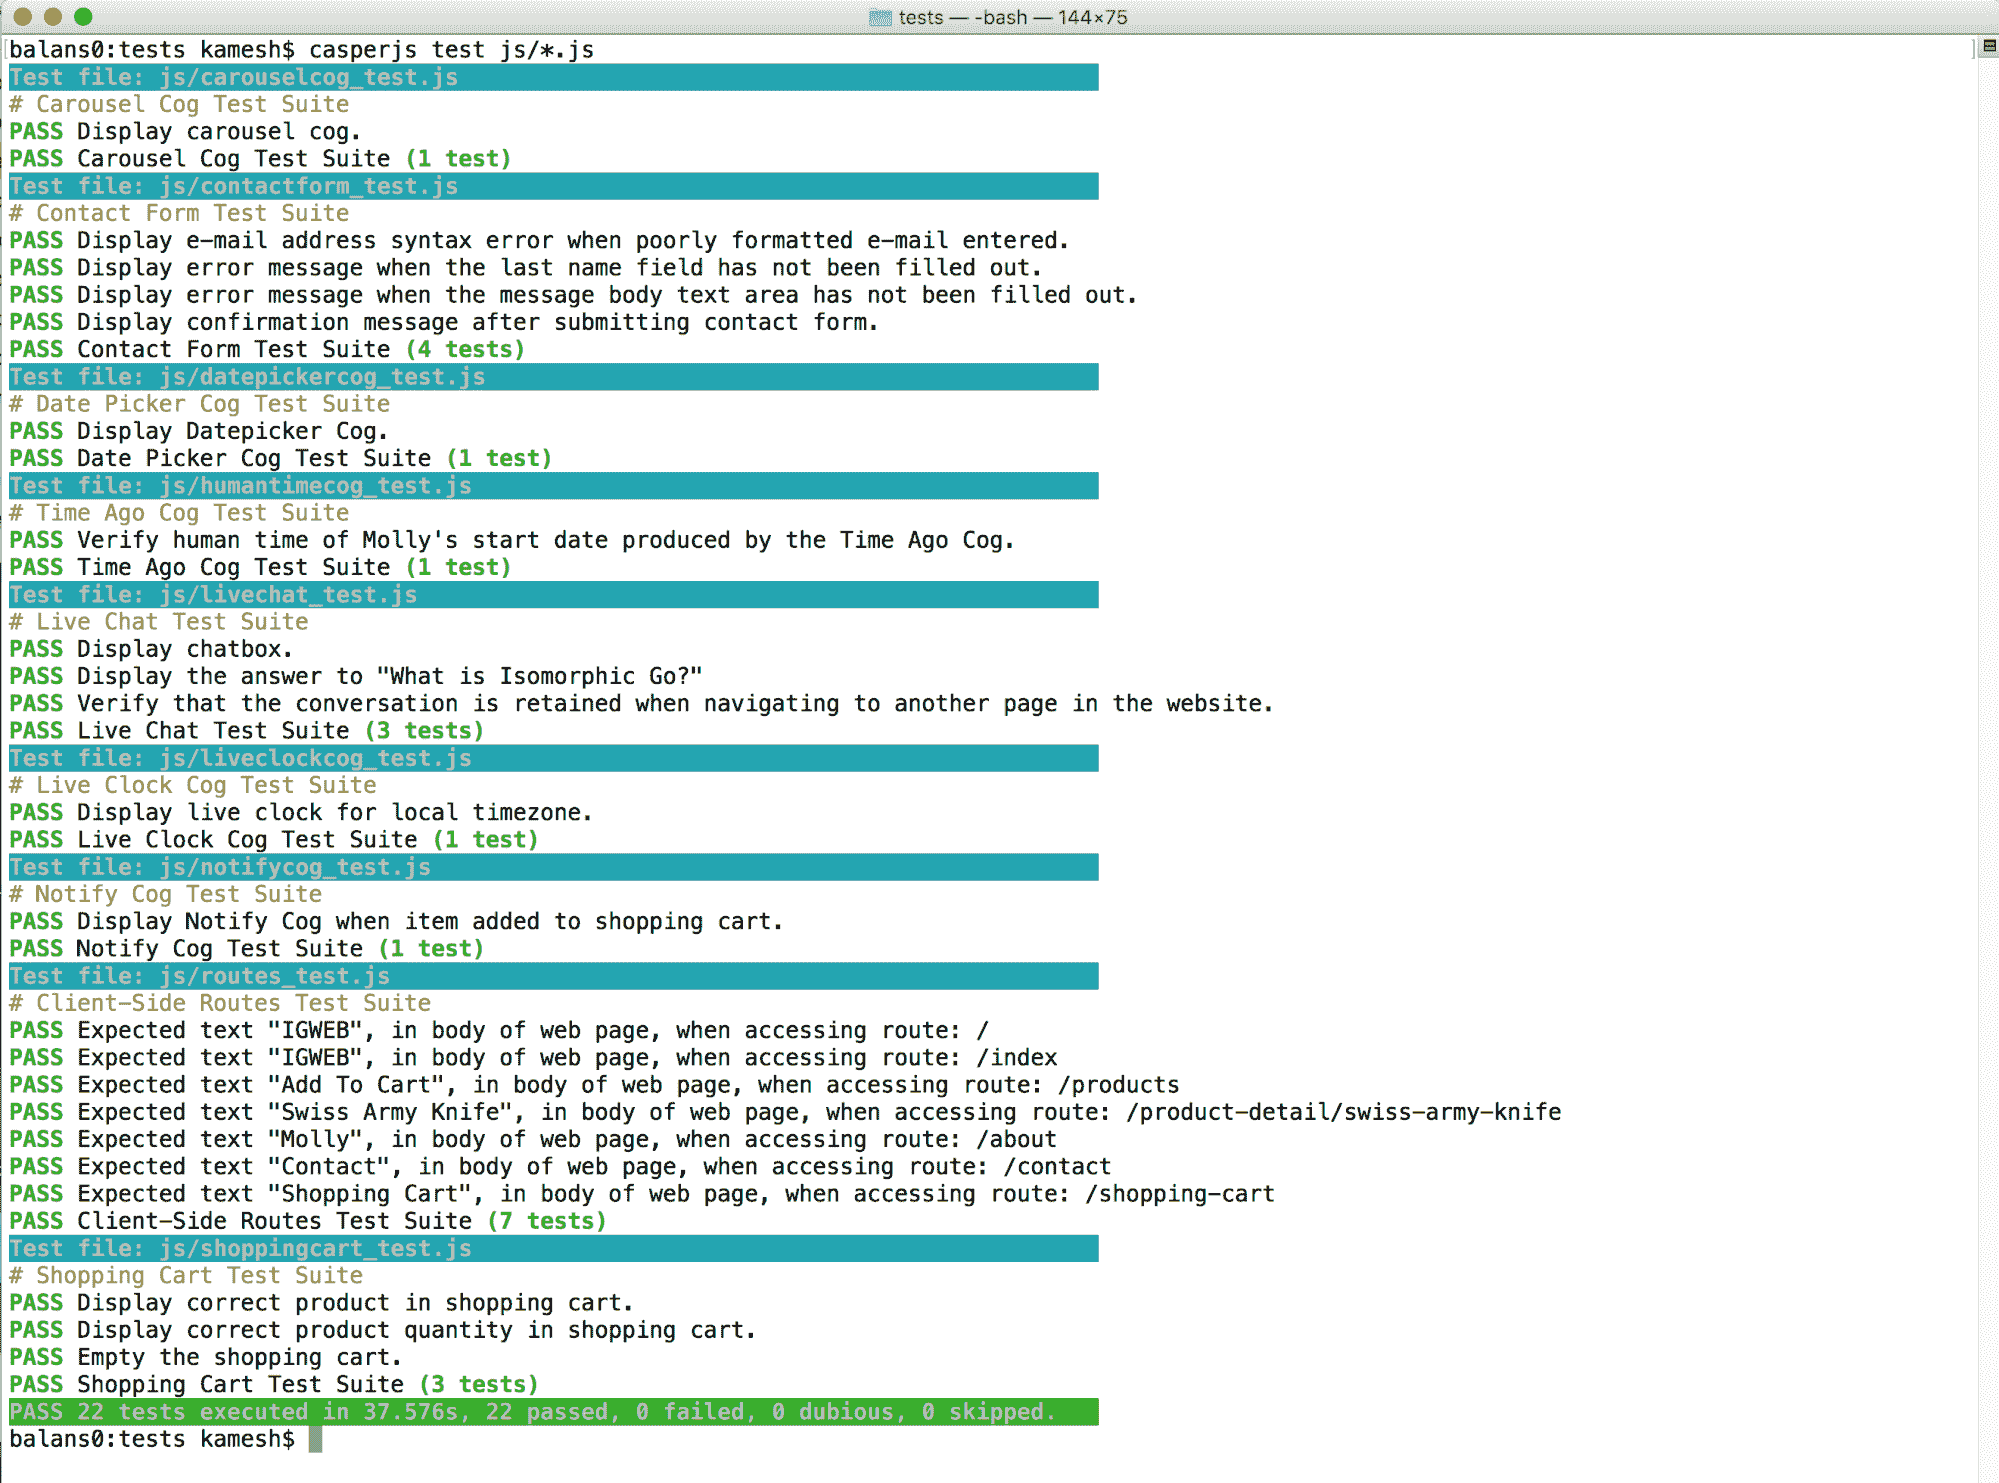 tests — -bash — 144×75
balans0:tests kamesh$ casperjs test js/*.js
Test file: js/carouselcog_test.js
# Carousel Cog Test Suite
PASS Display carousel cog.
PASS Carousel Cog Test Suite (1 test)
Test file: js/contactform_test.js
# Contact Form Test Suite
PASS Display e-mail address syntax error when poorly formatted e-mail entered.
PASS Display error message when the last name field has not been filled out.
PASS Display error message when the message body text area has not been filled out.
PASS Display confirmation message after submitting contact form.
PASS Contact Form Test Suite (4 tests)
Test file: js/datepickercog_test.js
# Date Picker Cog Test Suite
PASS Display Datepicker Cog.
PASS Date Picker Cog Test Suite (1 test)
Test file: js/humantimecog_test.js
# Time Ago Cog Test Suite
PASS Verify human time of Molly's start date produced by the Time Ago Cog.
PASS Time Ago Cog Test Suite (1 test)
Test file: js/livechat_test.js
# Live Chat Test Suite
PASS Display chatbox.
PASS Display the answer to "What is Isomorphic Go?"
PASS Verify that the conversation is retained when navigating to another page in the website.
PASS Live Chat Test Suite (3 tests)
Test file: js/liveclockcog_test.js
# Live Clock Cog Test Suite
PASS Display live clock for local timezone.
PASS Live Clock Cog Test Suite (1 test)
Test file: js/notifycog_test.js
# Notify Cog Test Suite
PASS Display Notify Cog when item added to shopping cart.
PASS Notify Cog Test Suite (1 test)
Test file: js/routes_test.js
# Client-Side Routes Test Suite
PASS Expected text "IGWEB", in body of web page, when accessing route: /
PASS Expected text "IGWEB", in body of web page, when accessing route: /index
PASS Expected text "Add To Cart", in body of web page, when accessing route: /products
PASS Expected text "Swiss Army Knife", in body of web page, when accessing route: /product-detail/swiss-army-knife
PASS Expected text "Molly", in body of web page, when accessing route: /about
PASS Expected text "Contact", in body of web page, when accessing route: /contact
PASS Expected text "Shopping Cart", in body of web page, when accessing route: /shopping-cart
PASS Client-Side Routes Test Suite (7 tests)
Test file: js/shoppingcart_test.js
# Shopping Cart Test Suite
PASS Display correct product in shopping cart.
PASS Display correct product quantity in shopping cart.
PASS Empty the shopping cart.
PASS Shopping Cart Test Suite (3 tests)
PASS 22 tests executed in 37.576s, 22 passed, 0 failed, 0 dubious, 0 skipped.
balans0:tests kamesh$